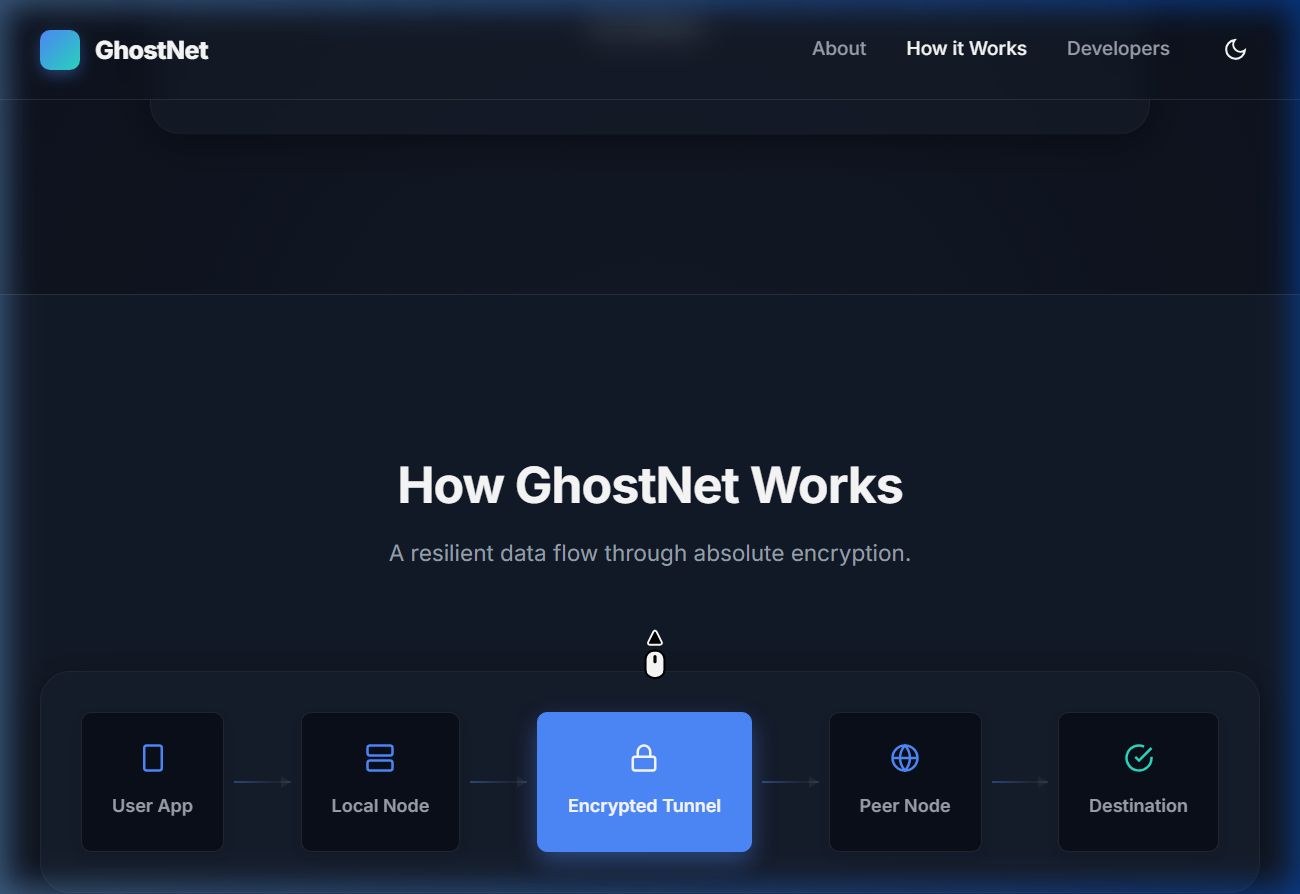 GhostNet
About
How it Works
Developers
How GhostNet Works
A resilient data flow through absolute encryption.
User App
Local Node
Encrypted Tunnel
Peer Node
Destination